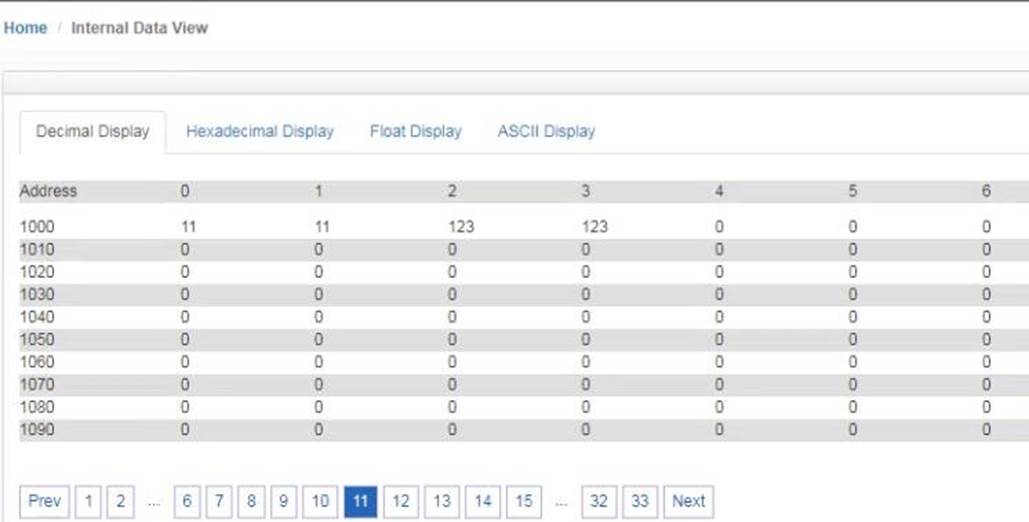 Home / Internal Data View
Decimal Display Hexadecimal Display Float Display ASCII Display
Address 0 1 2 3 4 5 6
1000 11 11 123 123 0 0 0
1010 0 0 0 0 0 0 0
1020 0 0 0 0 0 0 0
1030 0 0 0 0 0 0 0
1040 0 0 0 0 0 0 0
1050 0 0 0 0 0 0 0
1060 0 0 0 0 0 0 0
1070 0 0 0 0 0 0 0
1080 0 0 0 0 0 0 0
1090 0 0 0 0 0 0 0
Prev 1 2 ... 6 7 8 9 10 11 12 13 14 15 ... 32 33 Next